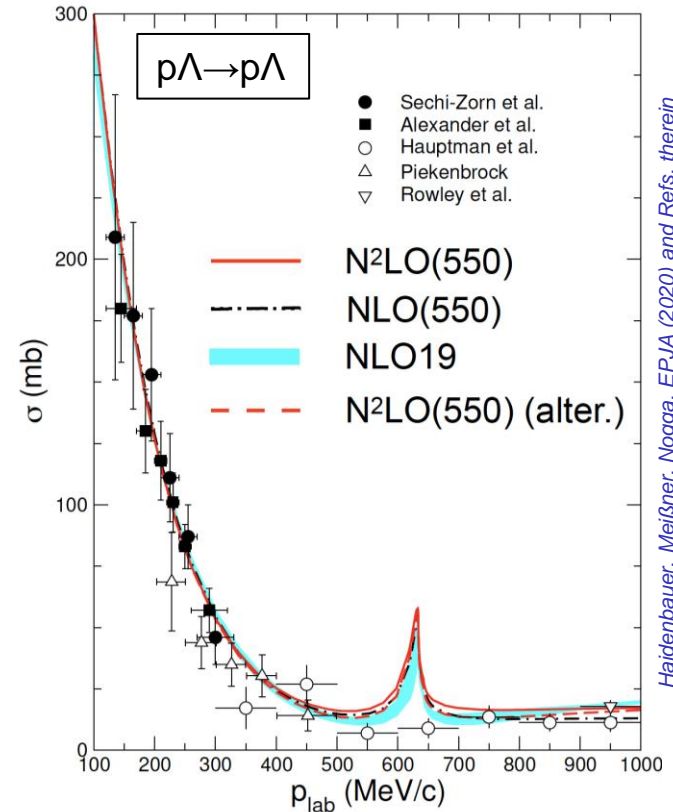 pΛ→pΛ
Sechi-Zorn et al.
Alexander et al.
Hauptman et al.
Piekenbrock
Rowley et al.
N²LO(550)
NLO(550)
NLO19
N²LO(550) (alter.)
300
200
100
0
σ (mb)
100 200 300 400 500 600 700 800 900 1000
p_lab (MeV/c)
Haidenbauer, Meißner, Nogga, EPJA (2020) and Refs. therein